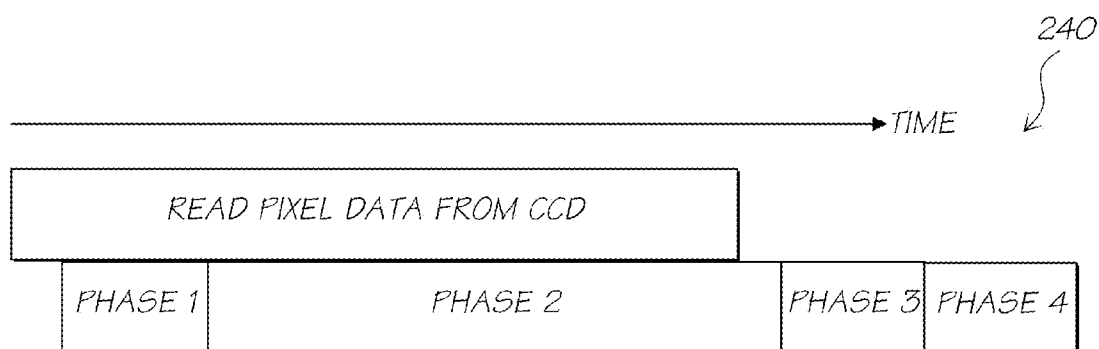 240
TIME
READ PIXEL DATA FROM CCD
PHASE 1 PHASE 2 PHASE 3 PHASE 4